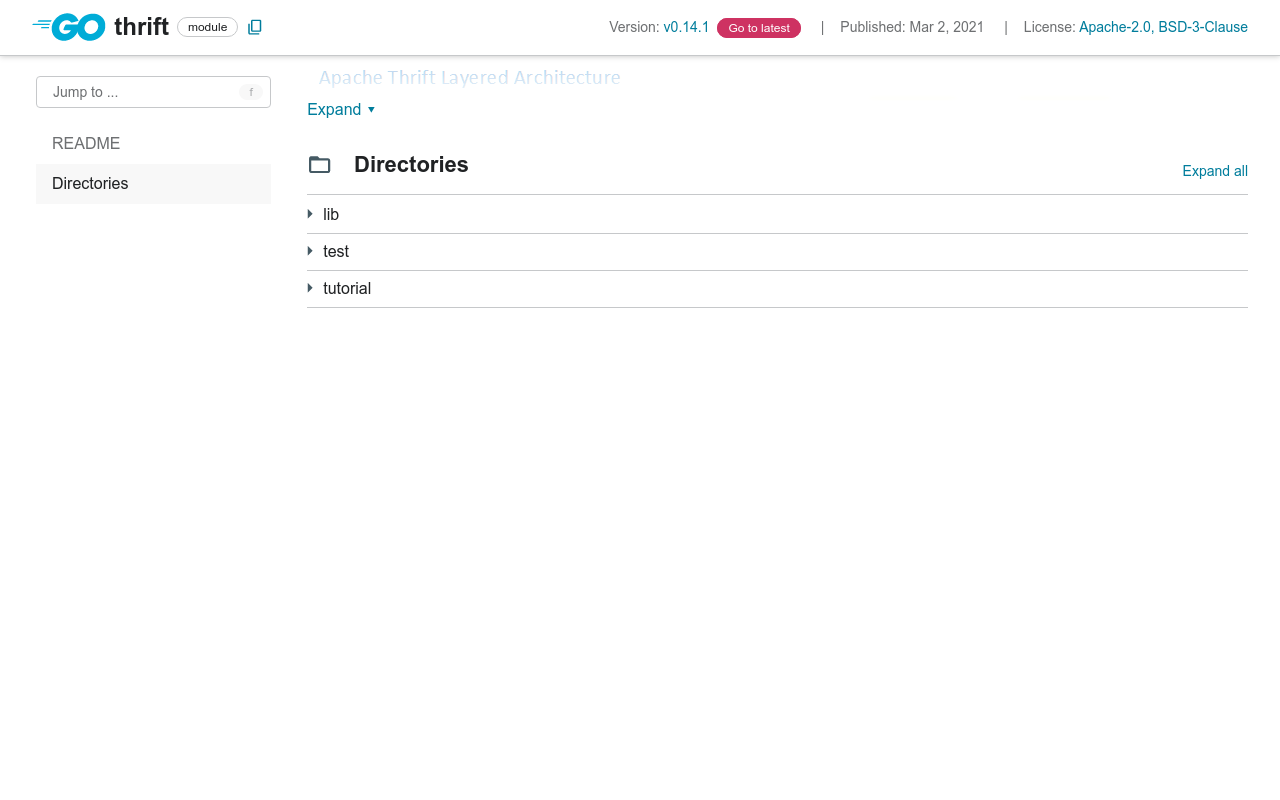 GO thrift module Version: v0.14.1 Go to latest | Published: Mar 2, 2021 | License: Apache-2.0, BSD-3-Clause
Jump to ... f
README
Directories
Apache Thrift Layered Architecture
Expand ▾
Directories Expand all
lib
test
tutorial